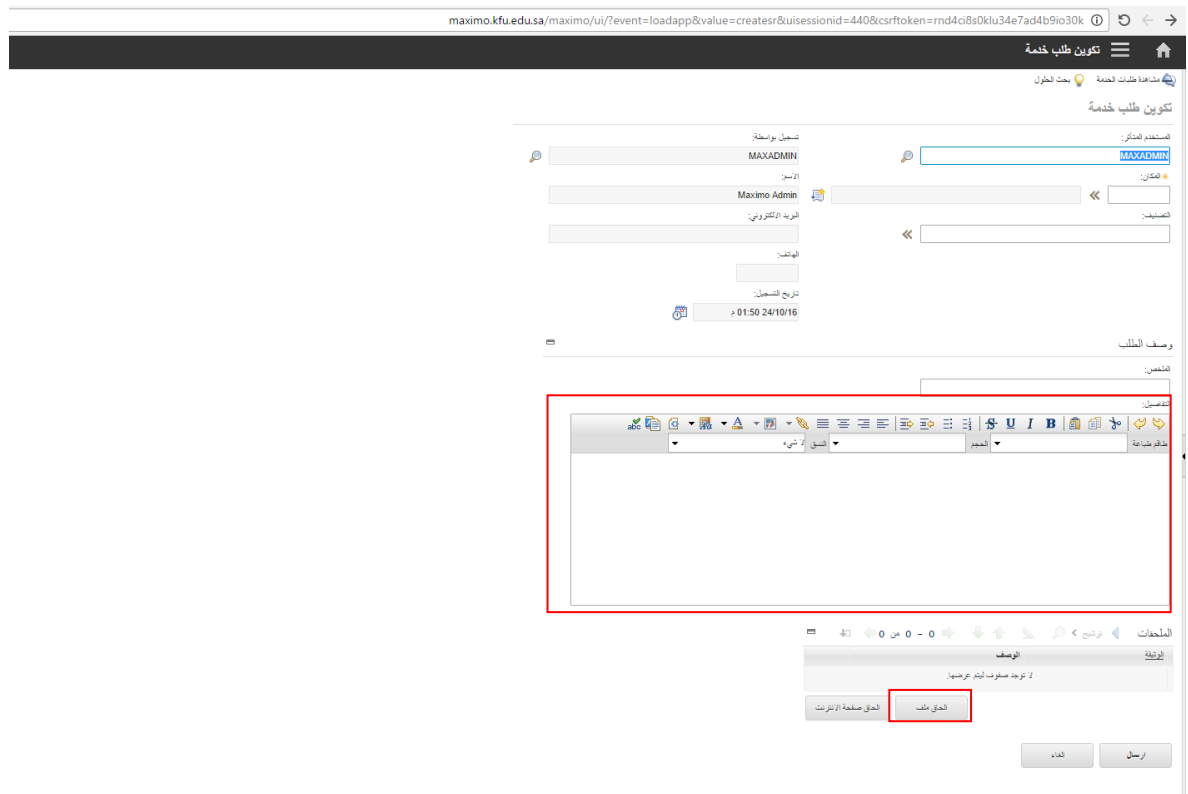 maximo.kfu.edu.sa/maximo/ui/?event=loadapp&value=createsr&uisessionid=440&csrftoken=rnd4ci8s0klu34e7ad4b9io30k
تكوين طلب خدمة
مشاهدة طلبات الخدمة بحث الحلول
تكوين طلب خدمة
المستخدم المتأثر: تسجيل بواسطة:
MAXADMIN MAXADMIN
المكان: الاسم:
Maximo Admin
التصنيف: البريد الالكتروني:
الهاتف:
تاريخ التسجيل:
24/10/16 01:50 م
وصف الطلب
الملخص:
التفاصيل:
B I U S abc
طاقم طباعة الحجم النسق لا شيء
الملحقات ترشيح 0 - 0 من 0
الوثيقة الوصف
لا توجد صفوف ليتم عرضها.
الحاق ملف الحاق صفحة الانترنت
ارسال الغاء